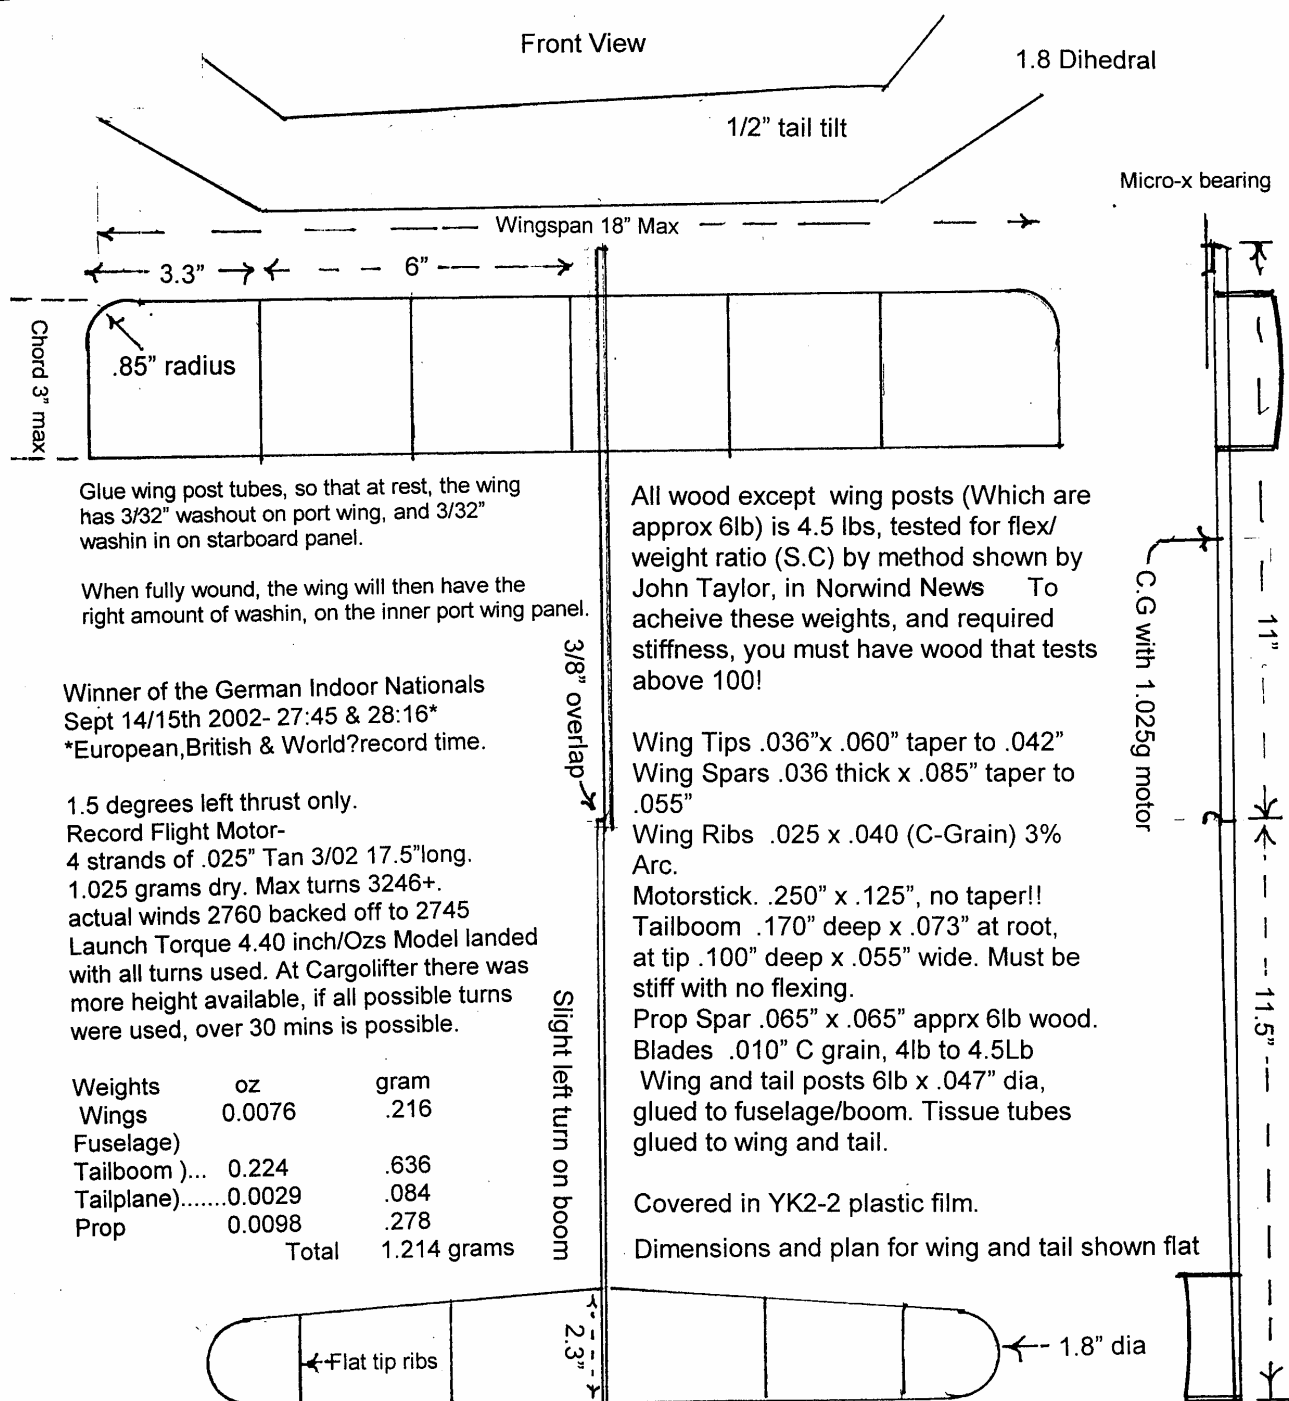 Front View
1.8 Dihedral
1/2" tail tilt
Micro-x bearing
Wingspan 18" Max
3.3"
6"
Chord 3" max
.85" radius
Glue wing post tubes, so that at rest, the wing
has 3/32" washout on port wing, and 3/32"
washin in on starboard panel.
When fully wound, the wing will then have the
right amount of washin, on the inner port wing panel.
3/8" overlap
Winner of the German Indoor Nationals
Sept 14/15th 2002- 27:45 & 28:16*
*European,British & World?record time.
1.5 degrees left thrust only.
Record Flight Motor-
4 strands of .025" Tan 3/02 17.5"long.
1.025 grams dry. Max turns 3246+.
actual winds 2760 backed off to 2745
Launch Torque 4.40 inch/Ozs Model landed
with all turns used. At Cargolifter there was
more height available, if all possible turns
were used, over 30 mins is possible.
Slight left turn on boom
Weights oz gram
Wings 0.0076 .216
Fuselage)
Tailboom )... 0.224 .636
Tailplane).......0.0029 .084
Prop 0.0098 .278
Total 1.214 grams
All wood except wing posts (Which are
approx 6lb) is 4.5 lbs, tested for flex/
weight ratio (S.C) by method shown by
John Taylor, in Norwind News To
acheive these weights, and required
stiffness, you must have wood that tests
above 100!
Wing Tips .036"x .060" taper to .042"
Wing Spars .036 thick x .085" taper to
.055"
Wing Ribs .025 x .040 (C-Grain) 3%
Arc.
Motorstick. .250" x .125", no taper!!
Tailboom .170" deep x .073" at root,
at tip .100" deep x .055" wide. Must be
stiff with no flexing.
Prop Spar .065" x .065" apprx 6lb wood.
Blades .010" C grain, 4lb to 4.5Lb
Wing and tail posts 6lb x .047" dia,
glued to fuselage/boom. Tissue tubes
glued to wing and tail.
Covered in YK2-2 plastic film.
Dimensions and plan for wing and tail shown flat
C.G with 1.025g motor
11"
11.5"
Flat tip ribs
2.3"
1.8" dia